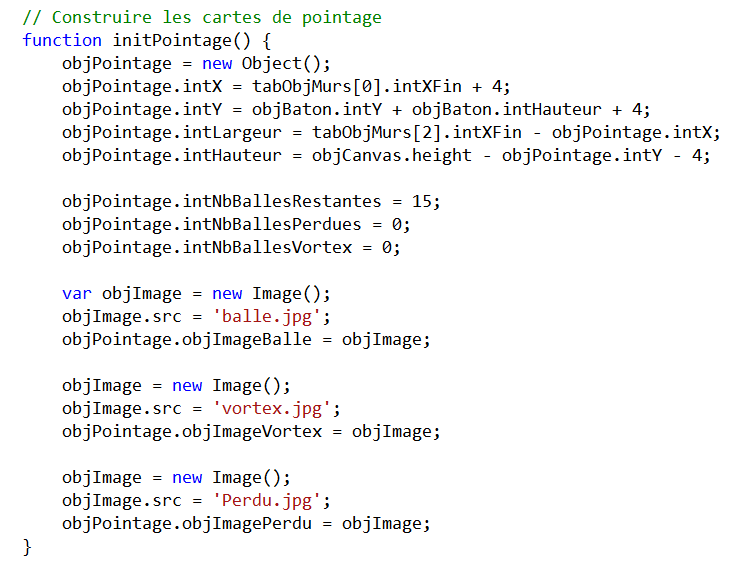 // Construire les cartes de pointage
function initPointage() {
    objPointage = new Object();
    objPointage.intX = tabObjMurs[0].intXFin + 4;
    objPointage.intY = objBaton.intY + objBaton.intHauteur + 4;
    objPointage.intLargeur = tabObjMurs[2].intXFin - objPointage.intX;
    objPointage.intHauteur = objCanvas.height - objPointage.intY - 4;

    objPointage.intNbBallesRestantes = 15;
    objPointage.intNbBallesPerdues = 0;
    objPointage.intNbBallesVortex = 0;

    var objImage = new Image();
    objImage.src = 'balle.jpg';
    objPointage.objImageBalle = objImage;

    objImage = new Image();
    objImage.src = 'vortex.jpg';
    objPointage.objImageVortex = objImage;

    objImage = new Image();
    objImage.src = 'Perdu.jpg';
    objPointage.objImagePerdu = objImage;
}